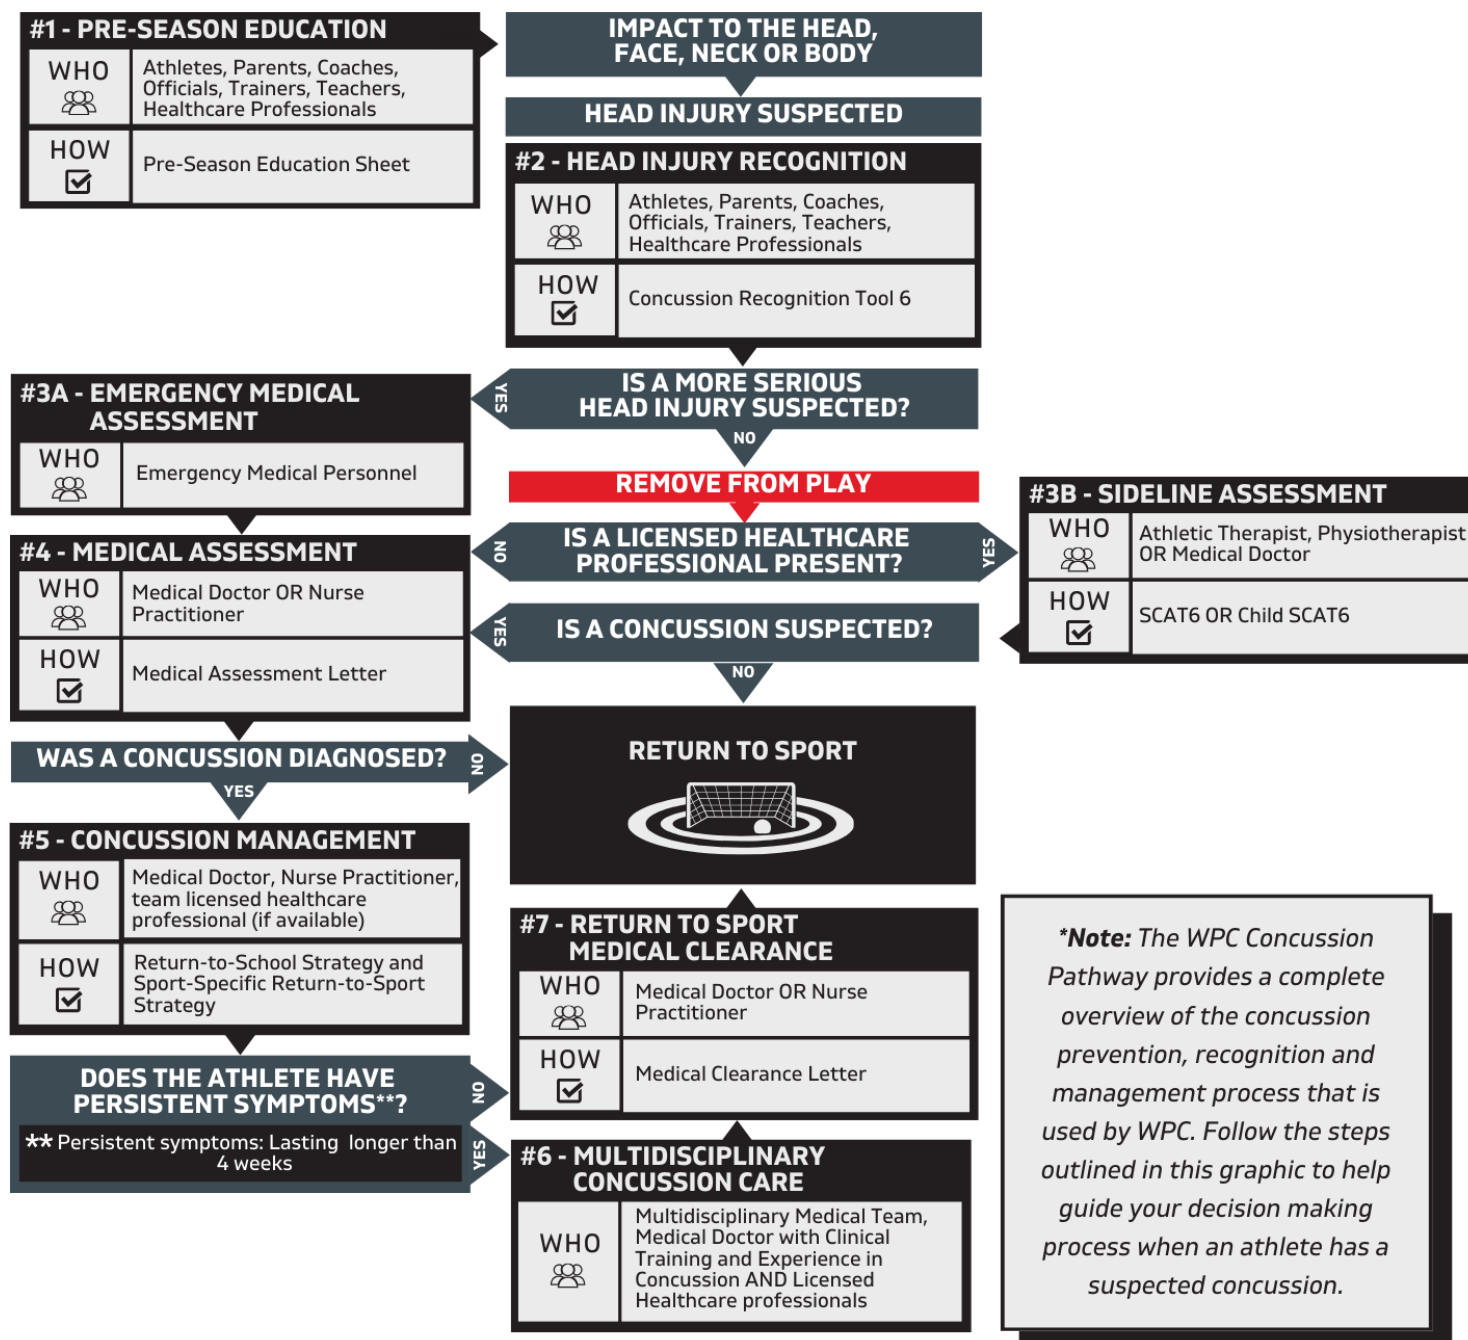 #1 - PRE-SEASON EDUCATION
WHO
Athletes, Parents, Coaches,
Officials, Trainers, Teachers,
Healthcare Professionals
HOW
Pre-Season Education Sheet
IMPACT TO THE HEAD,
FACE, NECK OR BODY
HEAD INJURY SUSPECTED
#2 - HEAD INJURY RECOGNITION
WHO
Athletes, Parents, Coaches,
Officials, Trainers, Teachers,
Healthcare Professionals
HOW
Concussion Recognition Tool 6
IS A MORE SERIOUS
HEAD INJURY SUSPECTED?
YES
NO
#3A - EMERGENCY MEDICAL
ASSESSMENT
WHO
Emergency Medical Personnel
REMOVE FROM PLAY
IS A LICENSED HEALTHCARE
PROFESSIONAL PRESENT?
NO
YES
#3B - SIDELINE ASSESSMENT
WHO
Athletic Therapist, Physiotherapist
OR Medical Doctor
HOW
SCAT6 OR Child SCAT6
IS A CONCUSSION SUSPECTED?
YES
NO
#4 - MEDICAL ASSESSMENT
WHO
Medical Doctor OR Nurse
Practitioner
HOW
Medical Assessment Letter
WAS A CONCUSSION DIAGNOSED?
NO
YES
RETURN TO SPORT
#5 - CONCUSSION MANAGEMENT
WHO
Medical Doctor, Nurse Practitioner,
team licensed healthcare
professional (if available)
HOW
Return-to-School Strategy and
Sport-Specific Return-to-Sport
Strategy
DOES THE ATHLETE HAVE
PERSISTENT SYMPTOMS**?
NO
** Persistent symptoms: Lasting longer than
4 weeks
YES
#7 - RETURN TO SPORT
MEDICAL CLEARANCE
WHO
Medical Doctor OR Nurse
Practitioner
HOW
Medical Clearance Letter
#6 - MULTIDISCIPLINARY
CONCUSSION CARE
WHO
Multidisciplinary Medical Team,
Medical Doctor with Clinical
Training and Experience in
Concussion AND Licensed
Healthcare professionals
*Note: The WPC Concussion
Pathway provides a complete
overview of the concussion
prevention, recognition and
management process that is
used by WPC. Follow the steps
outlined in this graphic to help
guide your decision making
process when an athlete has a
suspected concussion.